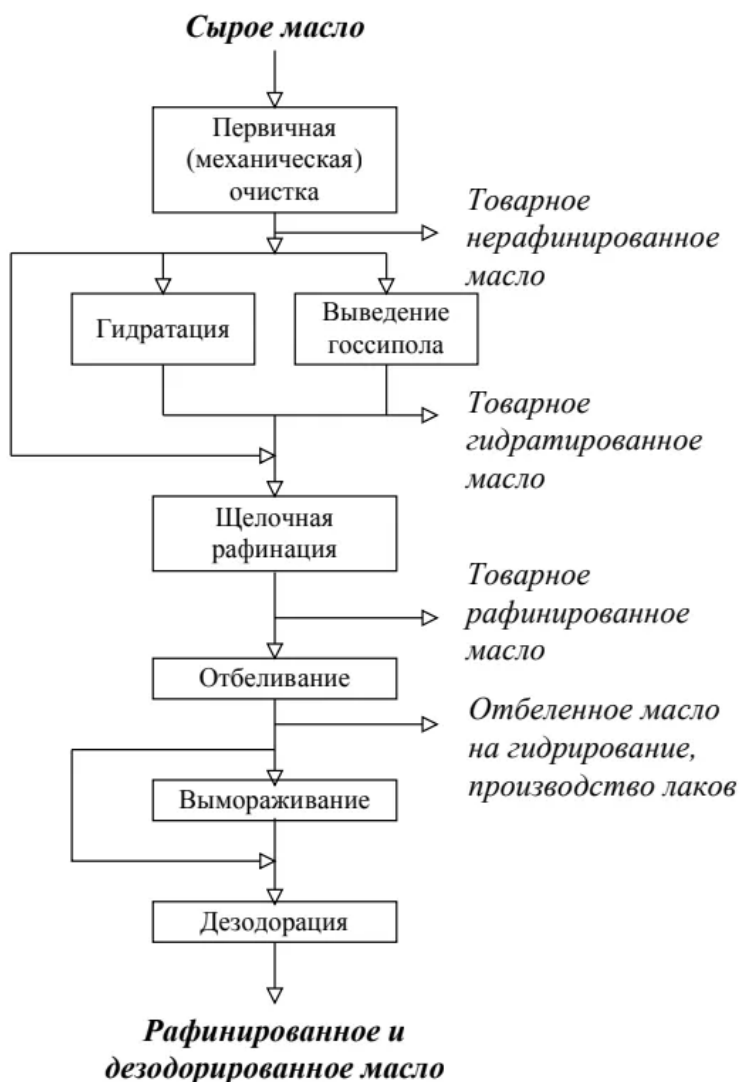 Сырое масло
Первичная
(механическая)
очистка
Товарное
нерафинированное
масло
Гидратация
Выведение
госсипола
Товарное
гидратированное
масло
Щелочная
рафинация
Товарное
рафинированное
масло
Отбеливание
Отбеленное масло
на гидрирование,
производство лаков
Вымораживание
Дезодорация
Рафинированное и
дезодорированное масло